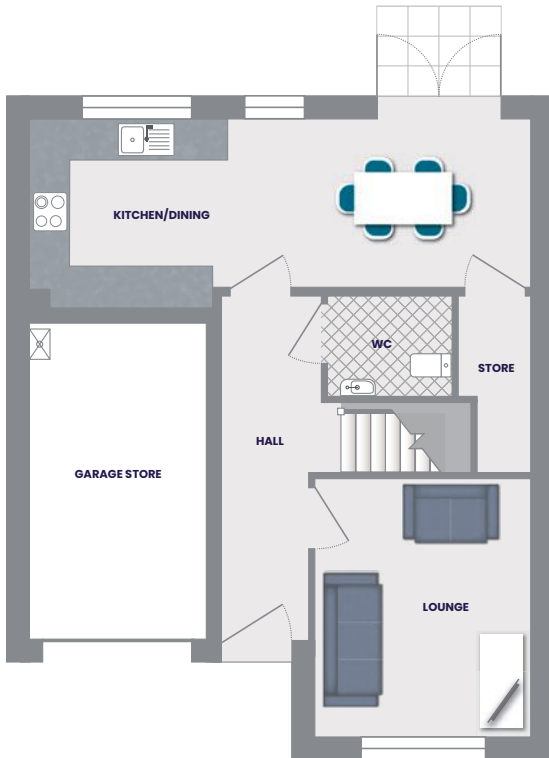 KITCHEN/DINING
WC
STORE
HALL
GARAGE STORE
LOUNGE